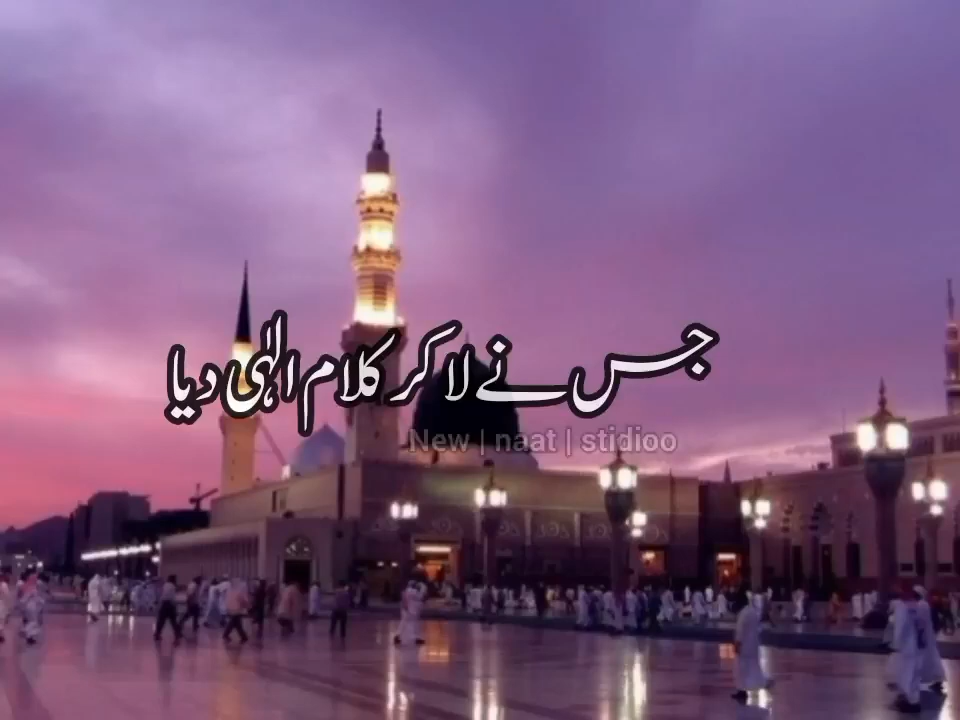 جس نے لا کر کلام الٰہی دیا
New | naat | stidioo